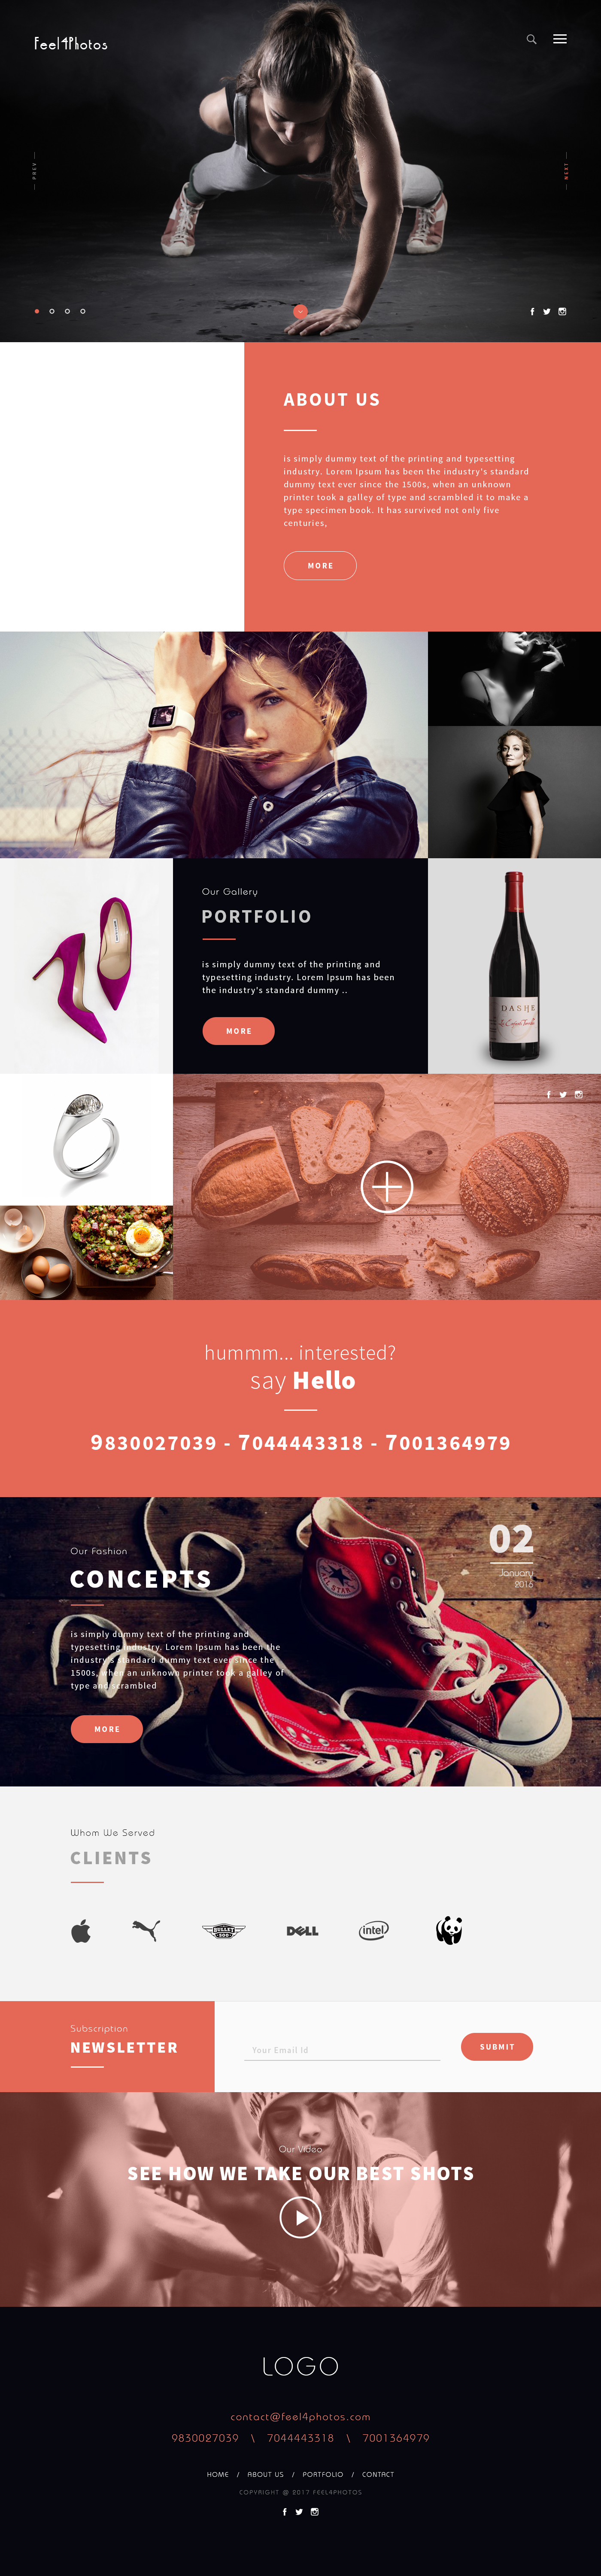 Feel4Photos
PREV
NEXT
ABOUT US
is simply dummy text of the printing and typesetting
industry. Lorem Ipsum has been the industry's standard
dummy text ever since the 1500s, when an unknown
printer took a galley of type and scrambled it to make a
type specimen book. It has survived not only five
centuries,
MORE
Our Gallery
PORTFOLIO
is simply dummy text of the printing and
typesetting industry. Lorem Ipsum has been
the industry's standard dummy ..
MORE
DASHE
hummm... interested?
say Hello
9830027039 - 7044443318 - 7001364979
02
January
2016
Our Fashion
CONCEPTS
ALL STAR
is simply dummy text of the printing and
typesetting industry. Lorem Ipsum has been the
industry's standard dummy text ever since the
1500s, when an unknown printer took a galley of
type and scrambled
MORE
Whom We Served
CLIENTS
BULLET
500
DELL
intel
Subscription
NEWSLETTER
Your Email Id
SUBMIT
Our Video
SEE HOW WE TAKE OUR BEST SHOTS
LOGO
contact@feel4photos.com
9830027039 \ 7044443318 \ 7001364979
HOME / ABOUT US / PORTFOLIO / CONTACT
COPYRIGHT @ 2017 FEEL4PHOTOS